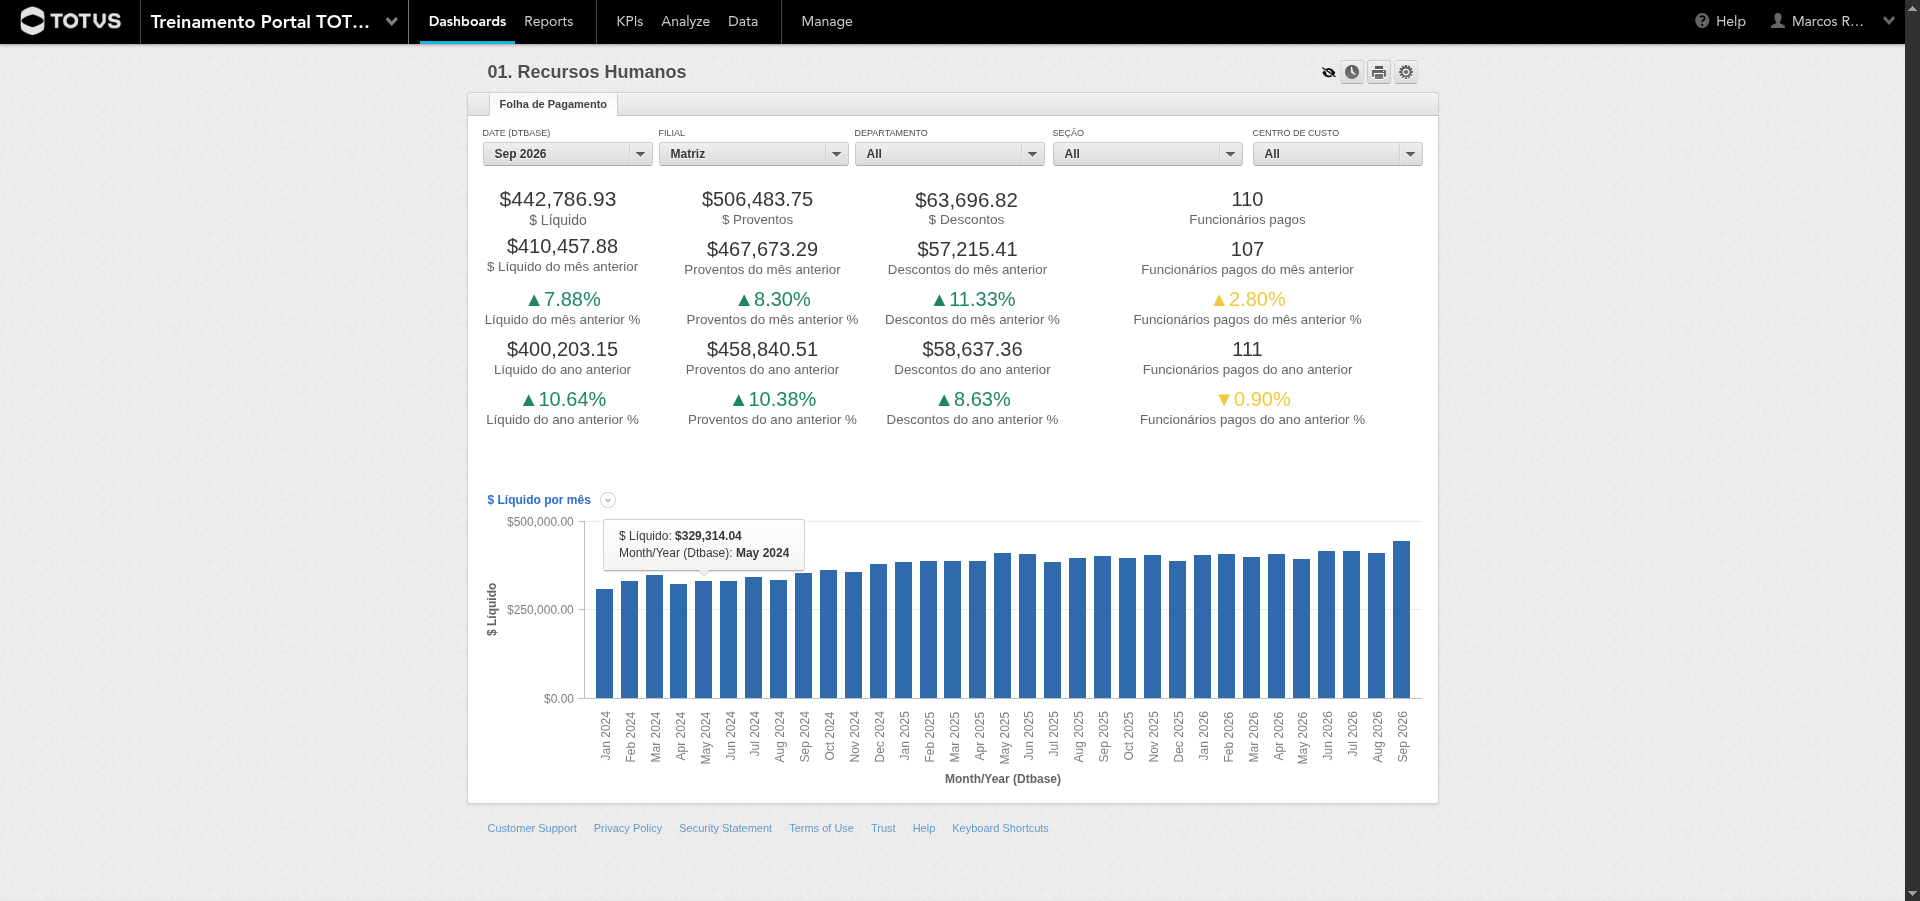 TOTVS
Treinamento Portal TOT... Dashboards Reports KPIs Analyze Data Manage Help Marcos R...
01. Recursos Humanos
Folha de Pagamento
DATE (DTBASE) FILIAL DEPARTAMENTO SEÇÃO CENTRO DE CUSTO
Sep 2026 Matriz All All All
$442,786.93 $506,483.75 $63,696.82 110
$ Líquido $ Proventos $ Descontos Funcionários pagos
$410,457.88 $467,673.29 $57,215.41 107
$ Líquido do mês anterior Proventos do mês anterior Descontos do mês anterior Funcionários pagos do mês anterior
▲7.88% ▲8.30% ▲11.33% ▲2.80%
Líquido do mês anterior % Proventos do mês anterior % Descontos do mês anterior % Funcionários pagos do mês anterior %
$400,203.15 $458,840.51 $58,637.36 111
Líquido do ano anterior Proventos do ano anterior Descontos do ano anterior Funcionários pagos do ano anterior
▲10.64% ▲10.38% ▲8.63% ▼0.90%
Líquido do ano anterior % Proventos do ano anterior % Descontos do ano anterior % Funcionários pagos do ano anterior %
$ Líquido por mês
$500,000.00
$ Líquido: $329,314.04
Month/Year (Dtbase): May 2024
$ Líquido
$250,000.00
$0.00
Jan 2024
Feb 2024
Mar 2024
Apr 2024
May 2024
Jun 2024
Jul 2024
Aug 2024
Sep 2024
Oct 2024
Nov 2024
Dec 2024
Jan 2025
Feb 2025
Mar 2025
Apr 2025
May 2025
Jun 2025
Jul 2025
Aug 2025
Sep 2025
Oct 2025
Nov 2025
Dec 2025
Jan 2026
Feb 2026
Mar 2026
Apr 2026
May 2026
Jun 2026
Jul 2026
Aug 2026
Sep 2026
Month/Year (Dtbase)
Customer Support Privacy Policy Security Statement Terms of Use Trust Help Keyboard Shortcuts